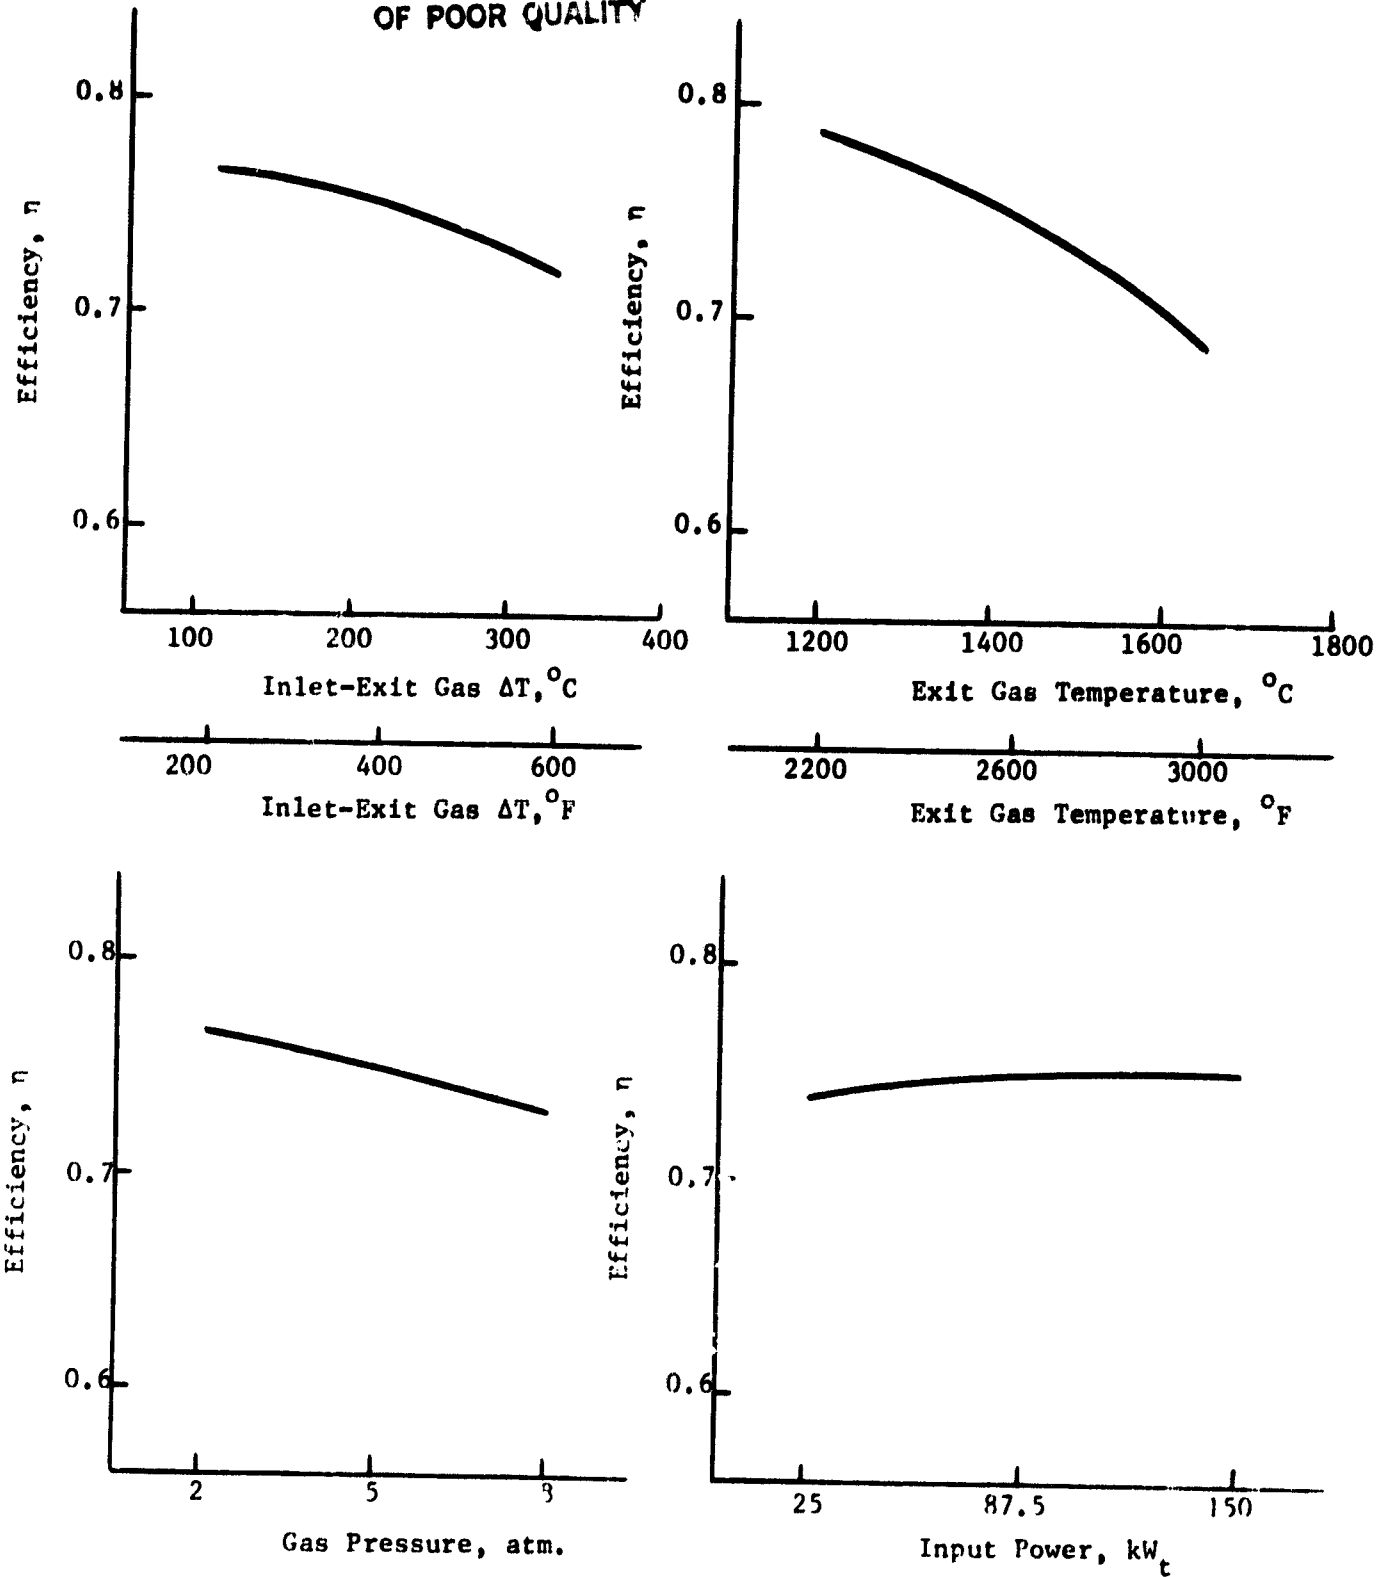 OF POOR QUALITY
0.8
0.7
0.6
Efficiency, η
100 200 300 400
Inlet-Exit Gas ΔT, °C
200 400 600
Inlet-Exit Gas ΔT, °F
0.8
0.7
0.6
Efficiency, η
1200 1400 1600 1800
Exit Gas Temperature, °C
2200 2600 3000
Exit Gas Temperature, °F
0.8
0.7
0.6
Efficiency, η
2 5
Gas Pressure, atm.
0.8
0,7
0.6
Efficiency, η
25 87.5 150
Input Power, kWt